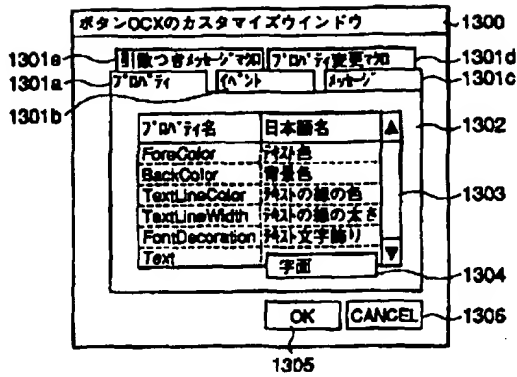 ボタンOCXのカスタマイズウインドウ
1300
1301e
引数つきメッセージマクロ
プロパティ変更マクロ
1301d
1301a
プロパティ
イベント
メッセージ
1301c
1301b
プロパティ名
日本語名
1302
ForeColor
テキスト色
BackColor
背景色
1303
TextLineColor
テキストの線の色
TextLineWidth
テキストの線の太さ
FontDecoration
テキスト文字飾り
Text
字面
1304
OK
CANCEL
1306
1305